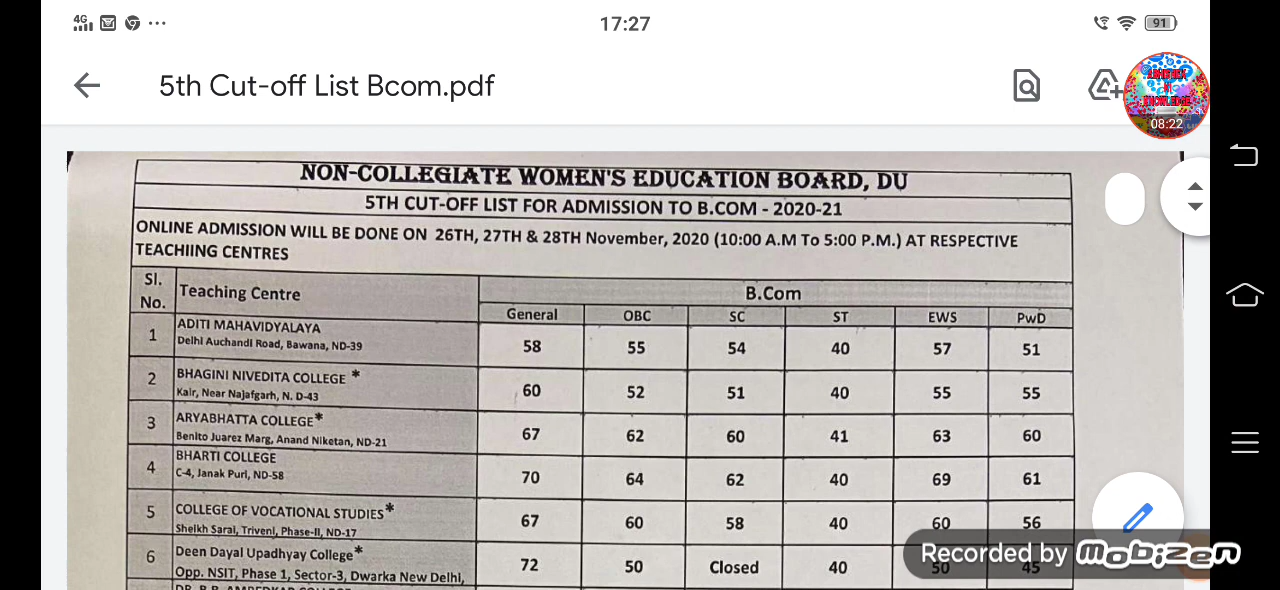 4G 17:27 91
5th Cut-off List Bcom.pdf
08:22
NON-COLLEGIATE WOMEN'S EDUCATION BOARD, DU
5TH CUT-OFF LIST FOR ADMISSION TO B.COM - 2020-21
ONLINE ADMISSION WILL BE DONE ON 26TH, 27TH & 28TH November, 2020 (10:00 A.M To 5:00 P.M.) AT RESPECTIVE
TEACHIING CENTRES
Sl. No. Teaching Centre B.Com
General OBC SC ST EWS PwD
1 ADITI MAHAVIDYALAYA
Delhi Auchandi Road, Bawana, ND-39 58 55 54 40 57 51
2 BHAGINI NIVEDITA COLLEGE *
Kair, Near Najafgarh, N. D-43 60 52 51 40 55 55
3 ARYABHATTA COLLEGE*
Benito Juarez Marg, Anand Niketan, ND-21 67 62 60 41 63 60
4 BHARTI COLLEGE
C-4, Janak Puri, ND-58 70 64 62 40 69 61
5 COLLEGE OF VOCATIONAL STUDIES*
Sheikh Sarai, Triveni, Phase-II, ND-17 67 60 58 40 60 56
6 Deen Dayal Upadhyay College*
Opp. NSIT, Phase 1, Sector-3, Dwarka New Delhi, 72 50 Closed 40 50 45
Recorded by mobizen